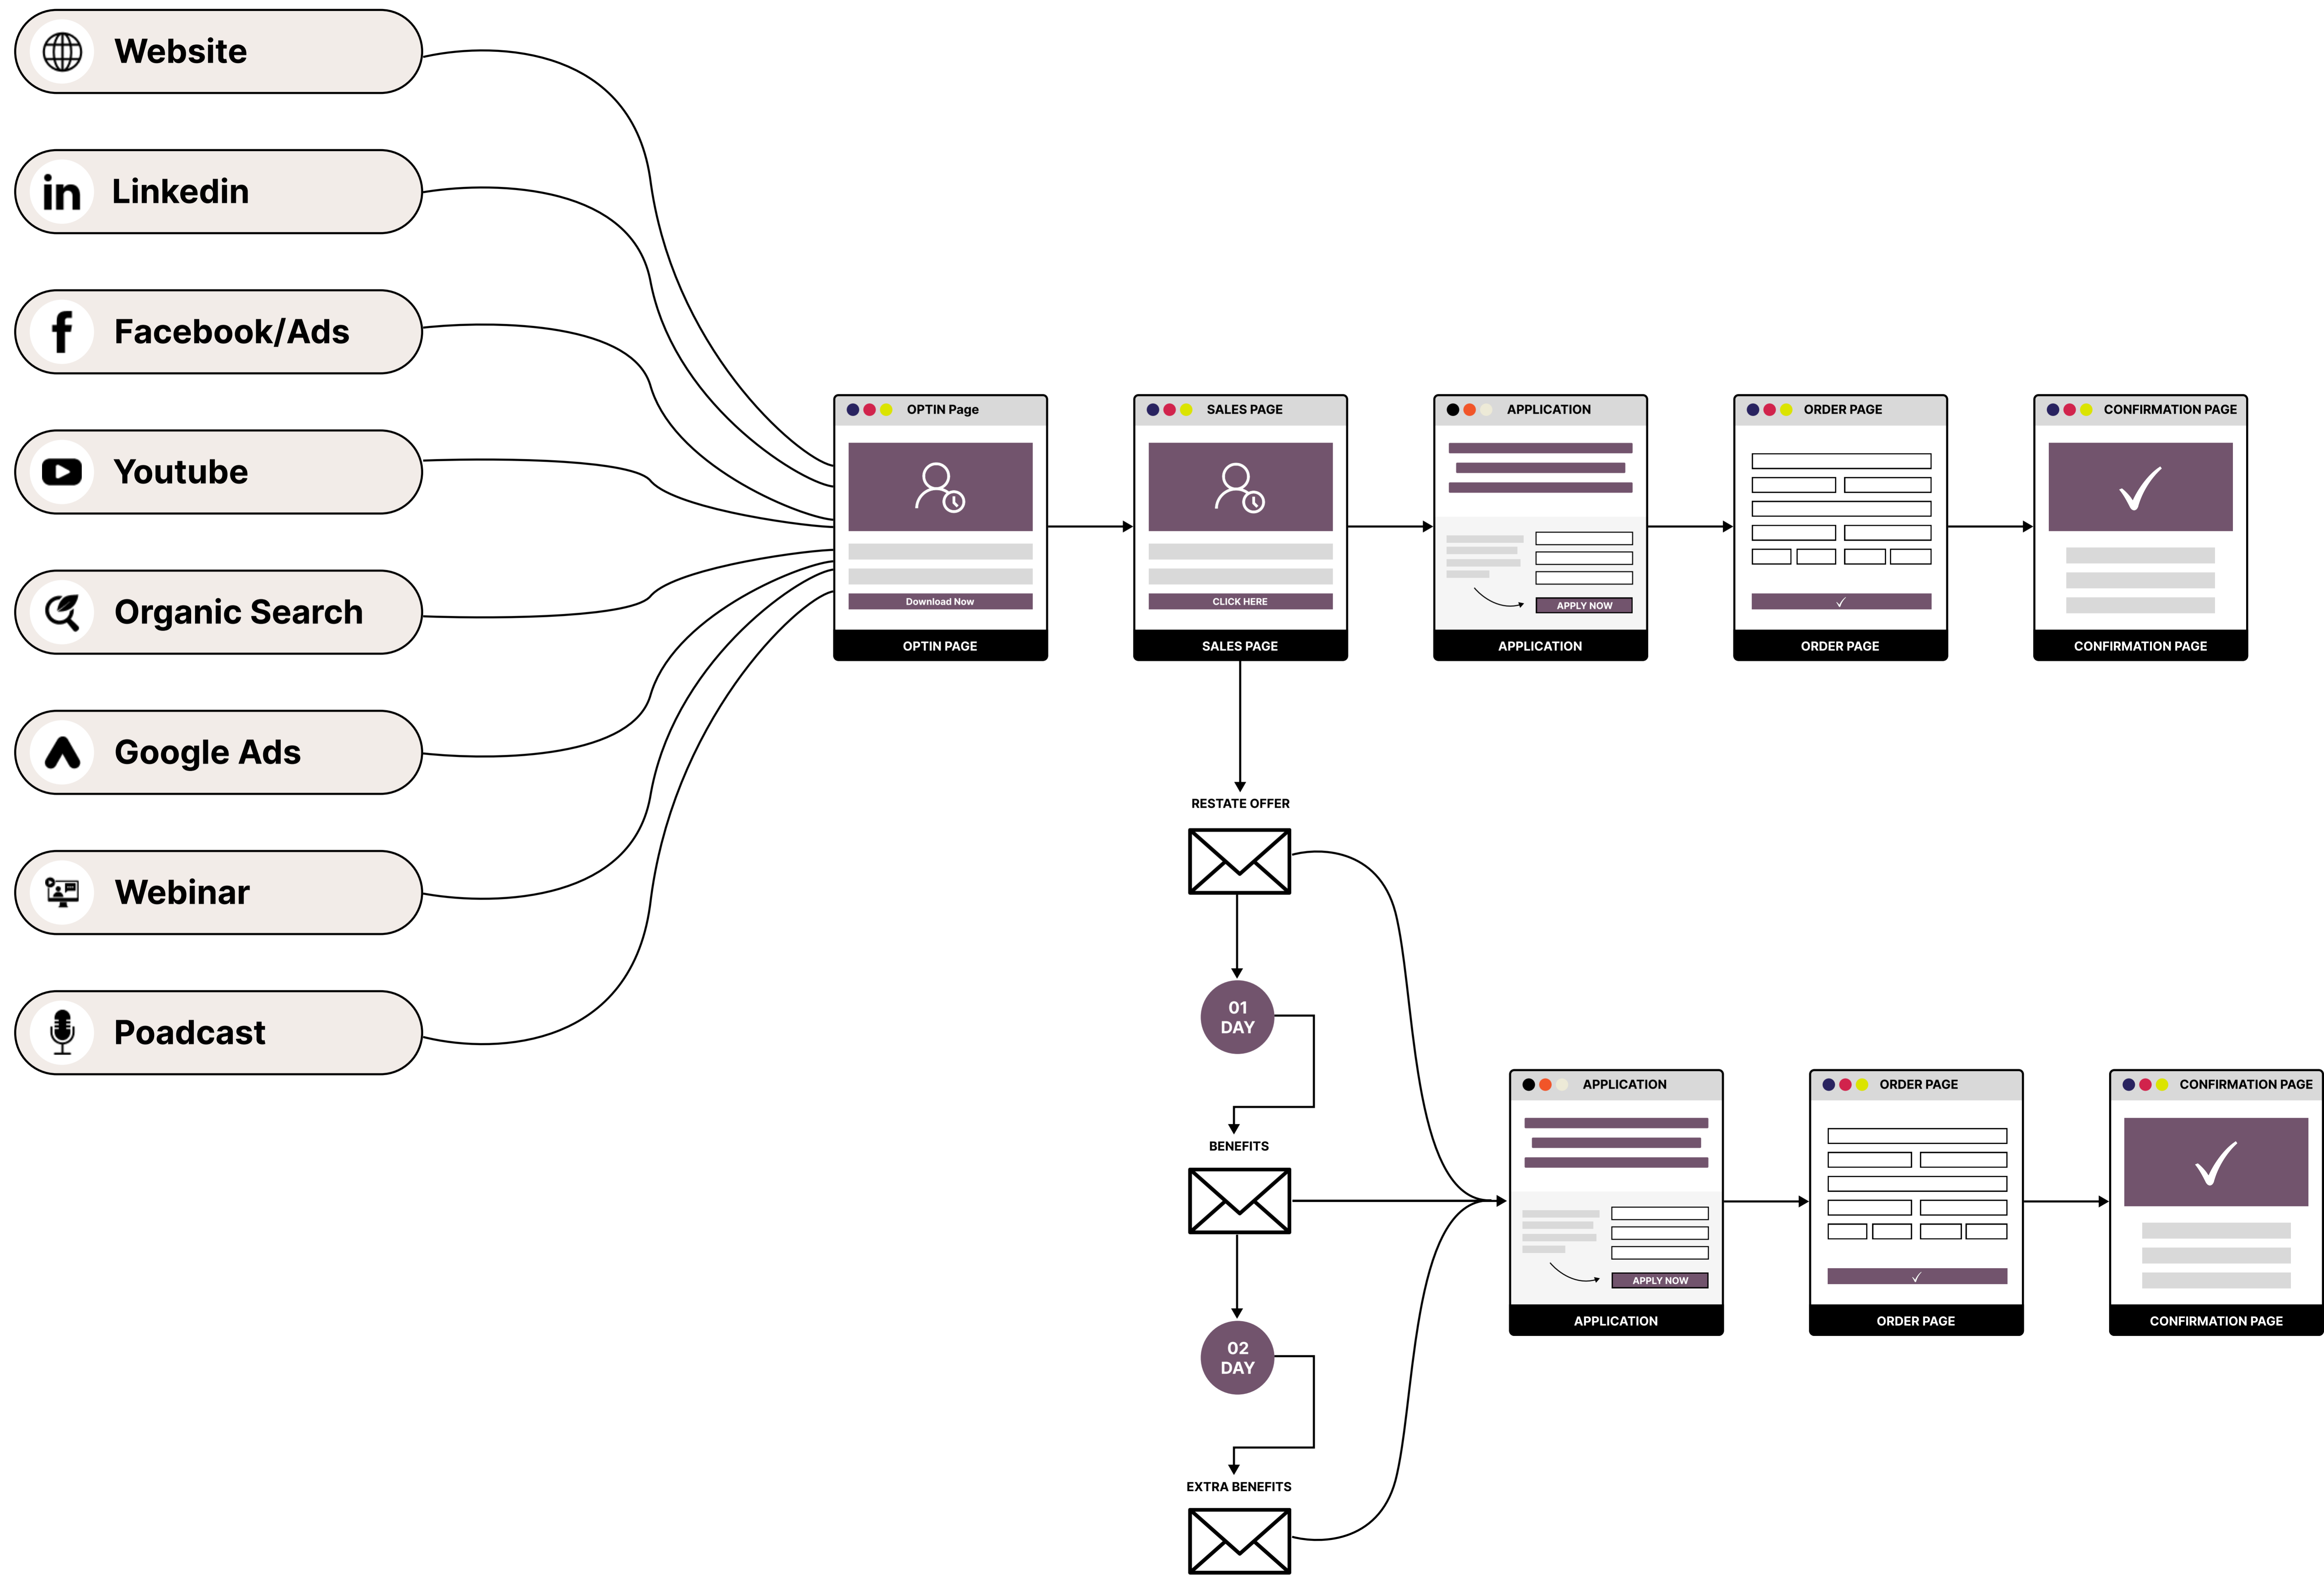 Website
Linkedin
Facebook/Ads
Youtube
Organic Search
Google Ads
Webinar
Poadcast
OPTIN Page
Download Now
OPTIN PAGE
SALES PAGE
CLICK HERE
SALES PAGE
APPLICATION
APPLY NOW
APPLICATION
ORDER PAGE
ORDER PAGE
CONFIRMATION PAGE
CONFIRMATION PAGE
RESTATE OFFER
01
DAY
BENEFITS
02
DAY
EXTRA BENEFITS
APPLICATION
APPLY NOW
APPLICATION
ORDER PAGE
ORDER PAGE
CONFIRMATION PAGE
CONFIRMATION PAGE